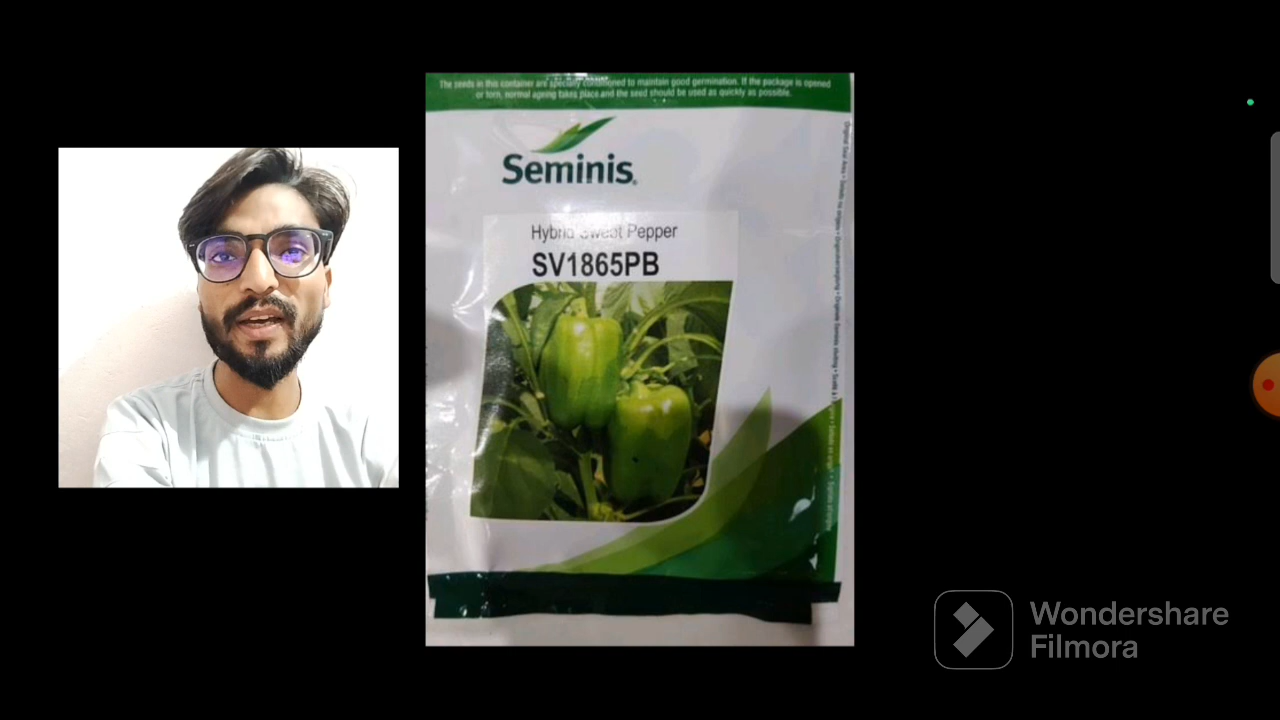 The seeds in this container are specially conditioned to maintain good germination. If the package is opened
or torn, normal ageing takes place and the seed should be used as quickly as possible.
Seminis
Hybrid Sweet Pepper
SV1865PB
Wondershare
Filmora